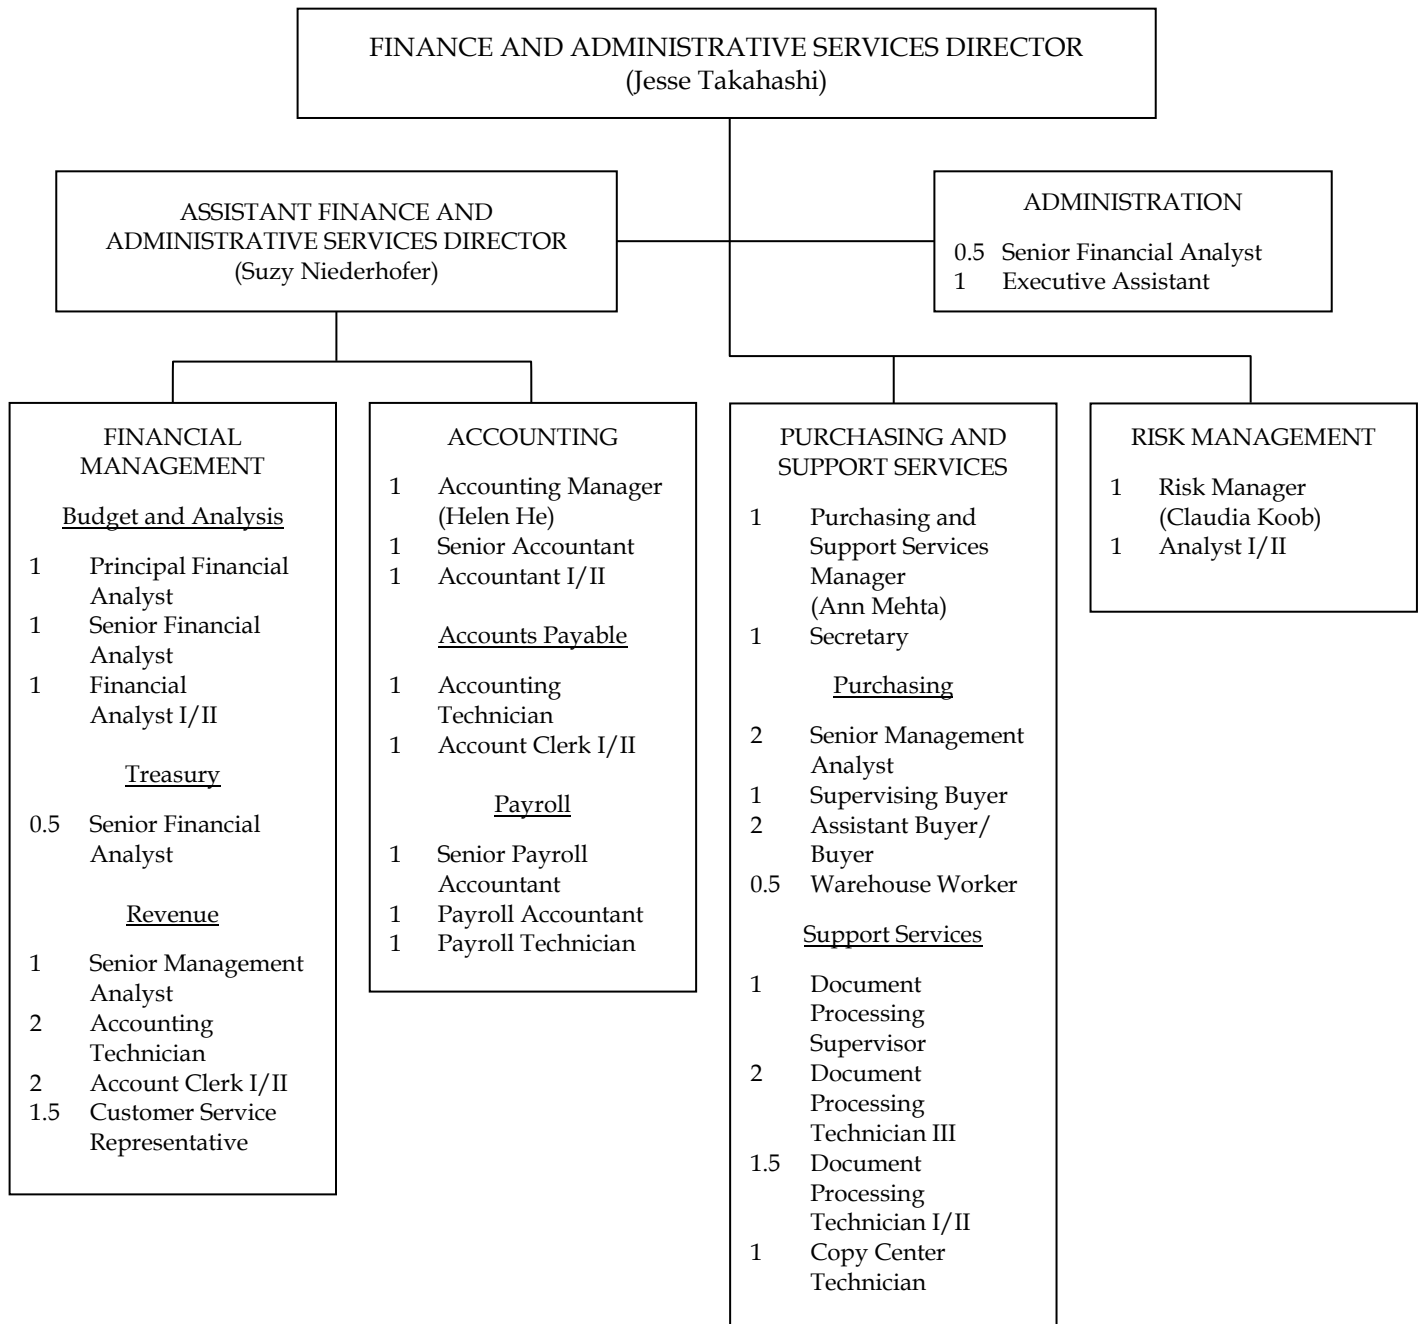 FINANCE AND ADMINISTRATIVE SERVICES DIRECTOR
(Jesse Takahashi)
ASSISTANT FINANCE AND
ADMINISTRATIVE SERVICES DIRECTOR
(Suzy Niederhofer)
ADMINISTRATION
0.5 Senior Financial Analyst
1 Executive Assistant
FINANCIAL
MANAGEMENT
Budget and Analysis
1 Principal Financial
Analyst
1 Senior Financial
Analyst
1 Financial
Analyst I/II
Treasury
0.5 Senior Financial
Analyst
Revenue
1 Senior Management
Analyst
2 Accounting
Technician
2 Account Clerk I/II
1.5 Customer Service
Representative
ACCOUNTING
1 Accounting Manager
(Helen He)
1 Senior Accountant
1 Accountant I/II
Accounts Payable
1 Accounting
Technician
1 Account Clerk I/II
Payroll
1 Senior Payroll
Accountant
1 Payroll Accountant
1 Payroll Technician
PURCHASING AND
SUPPORT SERVICES
1 Purchasing and
Support Services
Manager
(Ann Mehta)
1 Secretary
Purchasing
2 Senior Management
Analyst
1 Supervising Buyer
2 Assistant Buyer/
Buyer
0.5 Warehouse Worker
Support Services
1 Document
Processing
Supervisor
2 Document
Processing
Technician III
1.5 Document
Processing
Technician I/II
1 Copy Center
Technician
RISK MANAGEMENT
1 Risk Manager
(Claudia Koob)
1 Analyst I/II